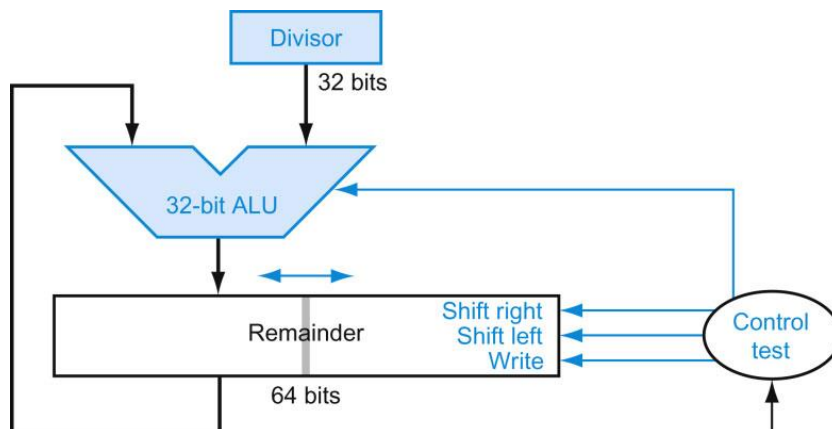 Divisor
32 bits
32-bit ALU
Remainder
Shift right
Shift left
Write
64 bits
Control
test